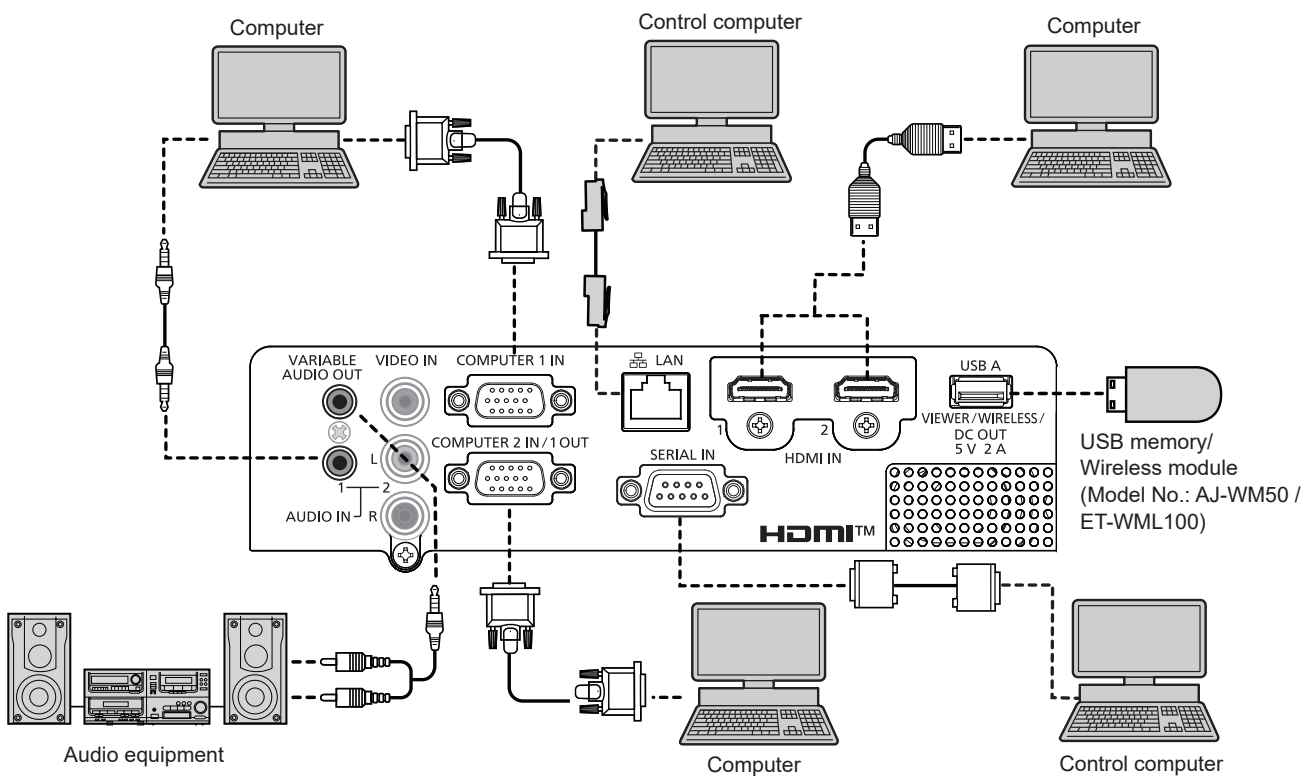 Computer
Control computer
Computer
VARIABLE
AUDIO OUT
VIDEO IN
COMPUTER 1 IN
LAN
USB A
VIEWER / WIRELESS /
DC OUT
5 V 2 A
1
2
HDMI IN
COMPUTER 2 IN / 1 OUT
SERIAL IN
L
1
2
AUDIO IN
R
HDMI™
USB memory/
Wireless module
(Model No.: AJ-WM50 /
ET-WML100)
Audio equipment
Computer
Control computer